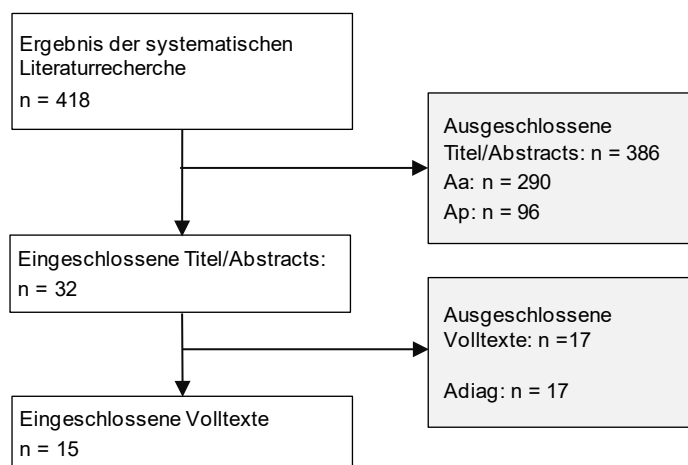 Ergebnis der systematischen
Literaturrecherche
n = 418
Ausgeschlossene
Titel/Abstracts: n = 386
Aa: n = 290
Ap: n = 96
Eingeschlossene Titel/Abstracts:
n = 32
Ausgeschlossene
Volltexte: n =17
Adiag: n = 17
Eingeschlossene Volltexte
n = 15